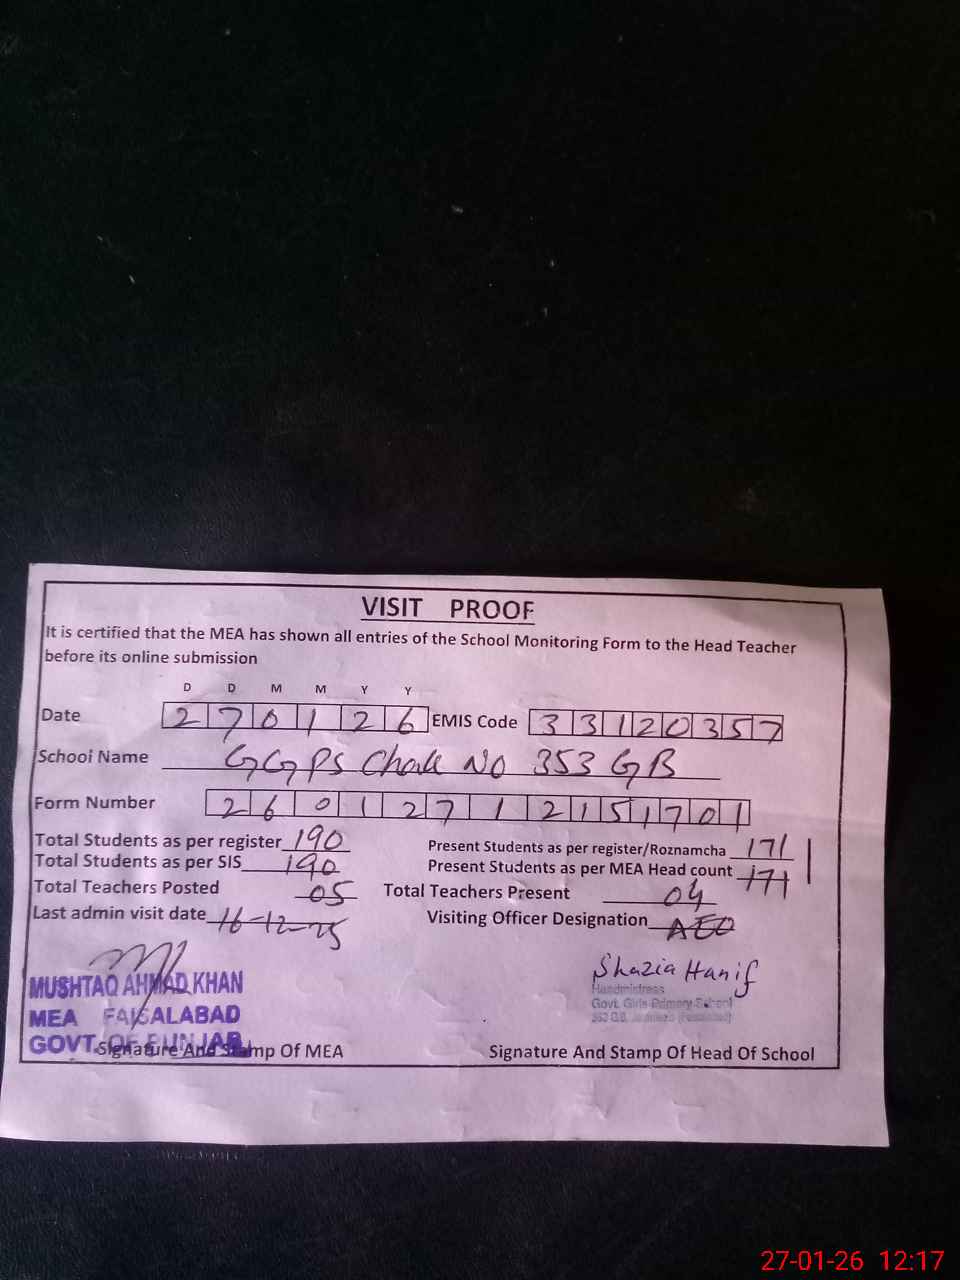 VISIT PROOF
It is certified that the MEA has shown all entries of the School Monitoring Form to the Head Teacher
before its online submission
D D M M Y Y
Date 2 7 0 1 2 6 EMIS Code 3 3 1 2 0 3 5 7
School Name GGPS Chak No 353 GB
Form Number 2 6 0 1 2 7 1 2 1 5 1 7 0 1
Total Students as per register 190 Present Students as per register/Roznamcha 171
Total Students as per SIS 190 Present Students as per MEA Head count 171
Total Teachers Posted 05 Total Teachers Present 04
Last admin visit date 16-12-25 Visiting Officer Designation AEO
MUSHTAQ AHMAD KHAN
MEA FAISALABAD
GOVT. OF PUNJAB
Signature And Stamp Of MEA
Shazia Hanif
Headmistress
Govt. Girls Primary School
353 G.B.
Signature And Stamp Of Head Of School
27-01-26 12:17